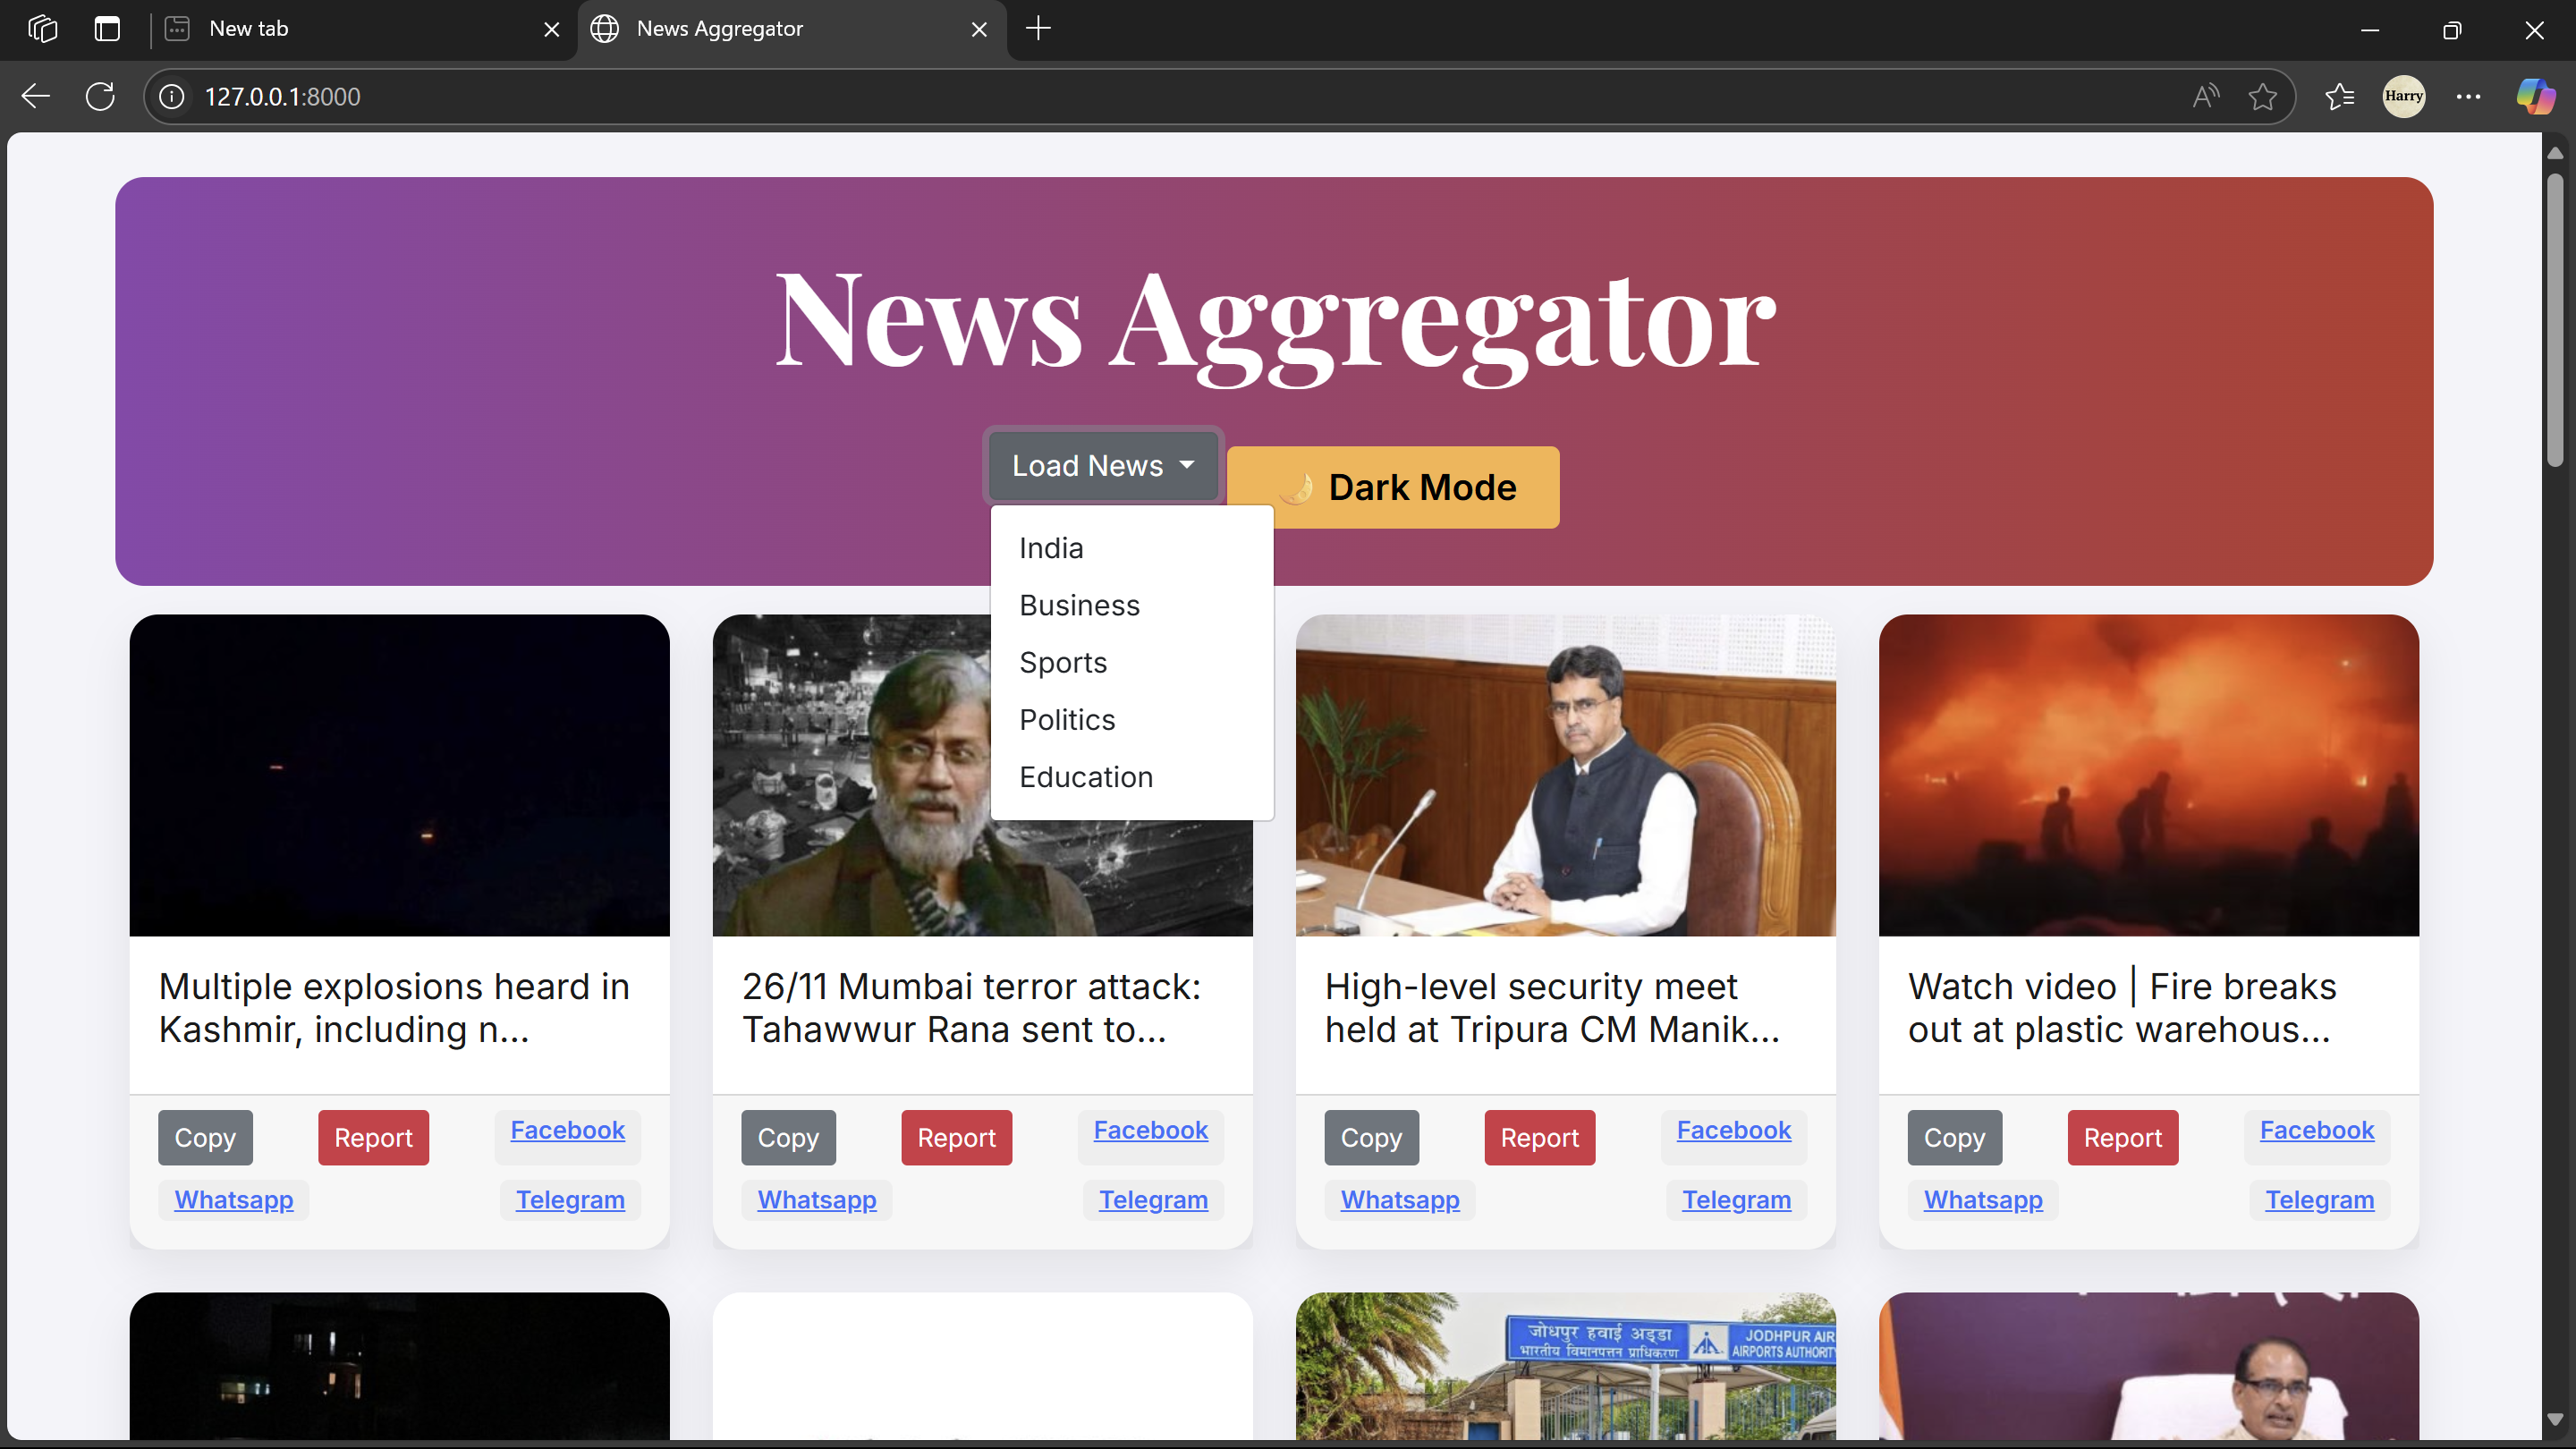 New tab
News Aggregator
127.0.0.1:8000
Harry
News Aggregator
Load News
Dark Mode
India
Business
Sports
Politics
Education
Multiple explosions heard in
Kashmir, including n...
26/11 Mumbai terror attack:
Tahawwur Rana sent to...
High-level security meet
held at Tripura CM Manik...
Watch video | Fire breaks
out at plastic warehous...
Copy Report Facebook
Whatsapp Telegram
Copy Report Facebook
Whatsapp Telegram
Copy Report Facebook
Whatsapp Telegram
Copy Report Facebook
Whatsapp Telegram
जोधपुर हवाई अड्डा
भारतीय विमानपत्तन प्राधिकरण
JODHPUR AIR
AIRPORTS AUTHORITY